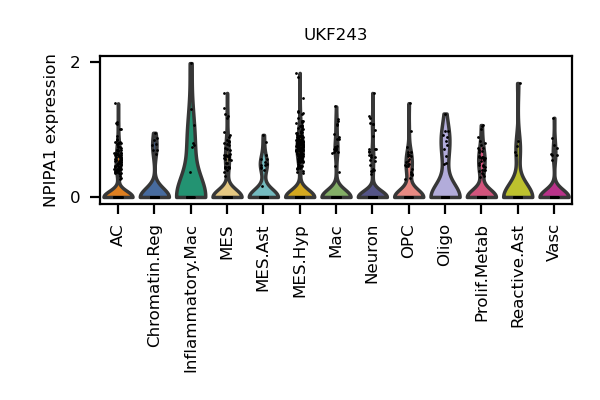 UKF243
NPIPA1 expression
2
0
AC
Chromatin.Reg
Inflammatory.Mac
MES
MES.Ast
MES.Hyp
Mac
Neuron
OPC
Oligo
Prolif.Metab
Reactive.Ast
Vasc